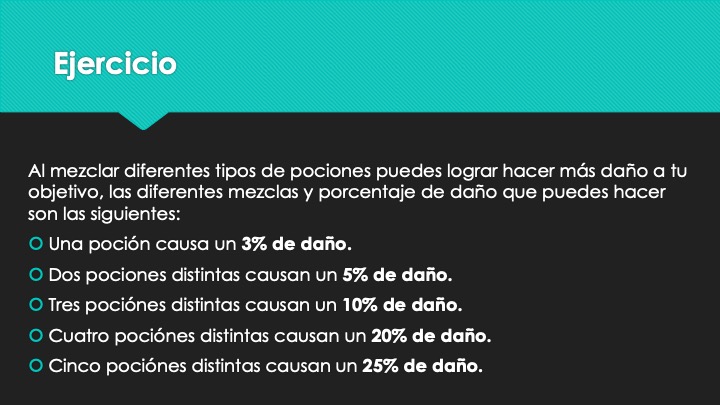 Ejercicio
Al mezclar diferentes tipos de pociones puedes lograr hacer más daño a tu
objetivo, las diferentes mezclas y porcentaje de daño que puedes hacer
son las siguientes:
Una poción causa un 3% de daño.
Dos pociones distintas causan un 5% de daño.
Tres pociónes distintas causan un 10% de daño.
Cuatro pociónes distintas causan un 20% de daño.
Cinco pociónes distintas causan un 25% de daño.